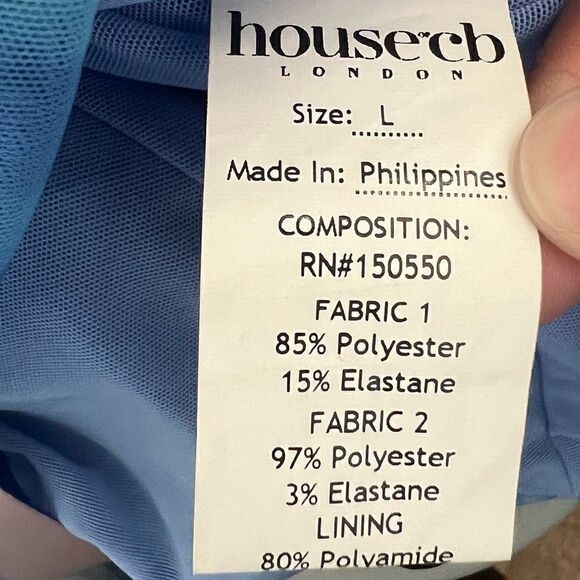 house of cb
LONDON
Size: L
Made In: Philippines
COMPOSITION:
RN#150550
FABRIC 1
85% Polyester
15% Elastane
FABRIC 2
97% Polyester
3% Elastane
LINING
80% Polyamide